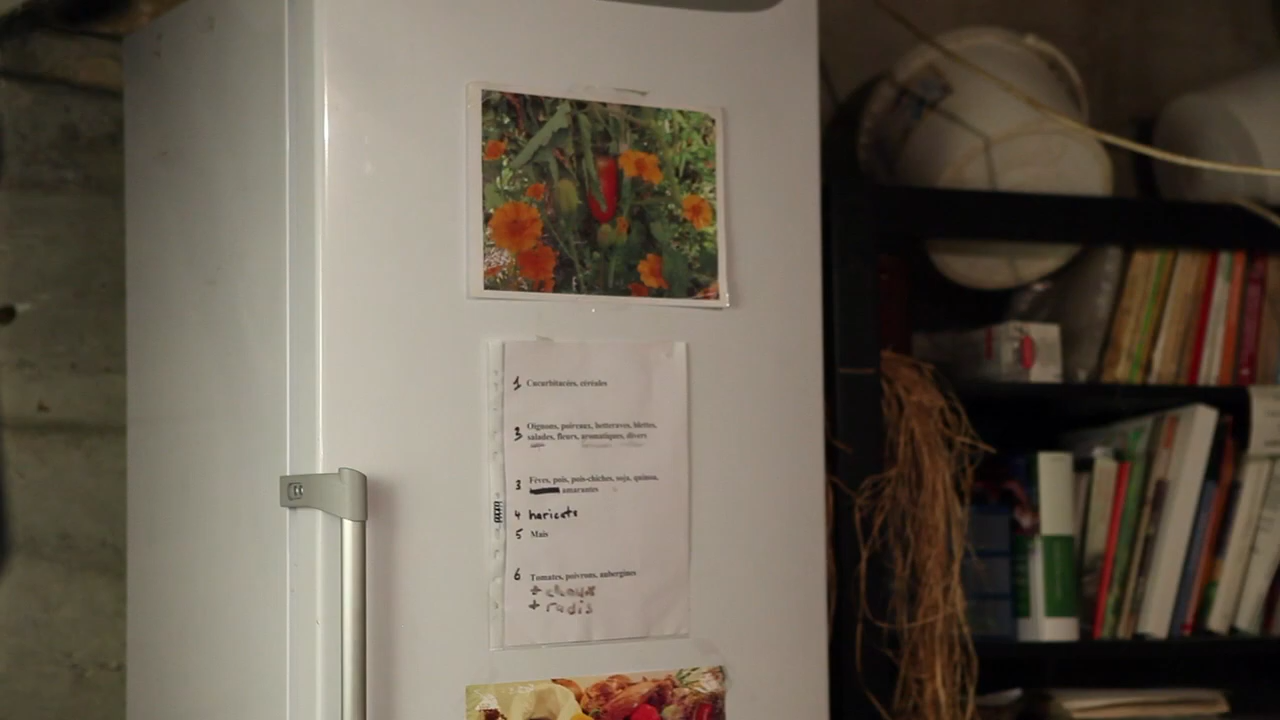 1 Cucurbitacées, céréales
3 Oignons, poireaux, betteraves, blettes,
salades, fleurs, aromatiques, divers
3 Fèves, pois, pois-chiches, soja, quinoa,
amarantes
4 haricots
5 Maïs
6 Tomates, poivrons, aubergines
+ choux
+ radis